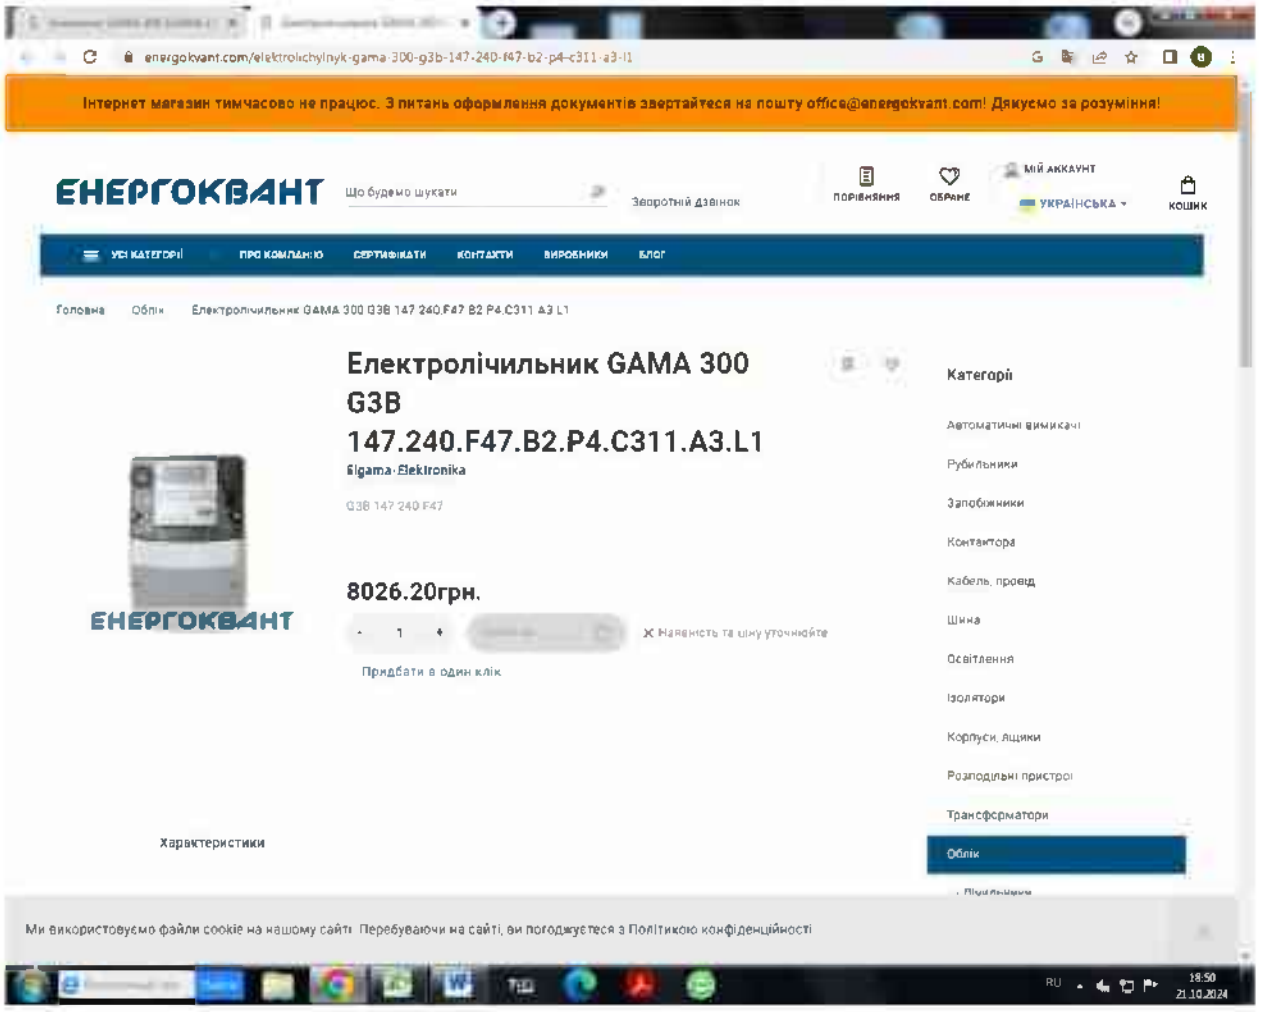 energokvant.com/elektrolichylnyk-gama-300-g3b-147-240-f47-b2-p4-c311-a3-l1
Інтернет магазин тимчасово не працює. З питань оформлення документів звертайтеся на пошту office@energokvant.com! Дякуємо за розуміння!
ЕНЕРГОКВАНТ
Що будемо шукати
Зворотній дзвінок
ПОРІВНЯННЯ
ОБРАНЕ
МІЙ АККАУНТ
УКРАЇНСЬКА
КОШИК
УСІ КАТЕГОРІЇ ПРО КОМПАНІЮ СЕРТИФІКАТИ КОНТАКТИ ВИРОБНИКИ БЛОГ
Головна Облік Електролічильник GAMA 300 G3B 147.240.F47.B2.P4.C311.A3.L1
Електролічильник GAMA 300
G3B
147.240.F47.B2.P4.C311.A3.L1
Elgama-Elektronika
G3B 147 240 F47
ЕНЕРГОКВАНТ
8026.20грн.
- 1 +
Наявність та ціну уточнюйте
Придбати в один клік
Характеристики
Категорії
Автоматичні вимикачі
Рубильники
Запобіжники
Контактора
Кабель, провід
Шина
Освітлення
Ізолятори
Корпуси, ящики
Розподільні пристрої
Трансформатори
Облік
Ми використовуємо файли cookie на нашому сайті. Перебуваючи на сайті, ви погоджуєтеся з Політикою конфіденційності
RU
18:50
21.10.2024